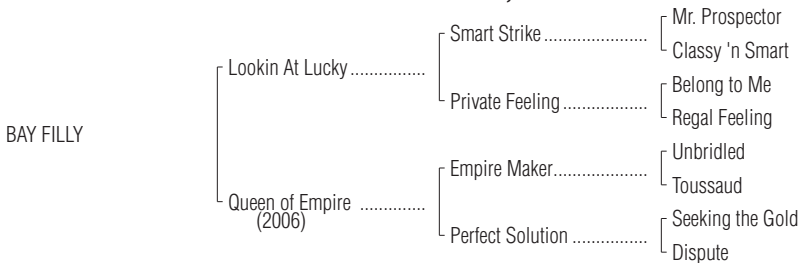 Mr. Prospector
Smart Strike .......................
Classy 'n Smart
Lookin At Lucky ................
Belong to Me
Private Feeling ...................
Regal Feeling
BAY FILLY
Unbridled
Empire Maker .....................
Toussaud
Queen of Empire ..............
(2006)
Seeking the Gold
Perfect Solution .................
Dispute